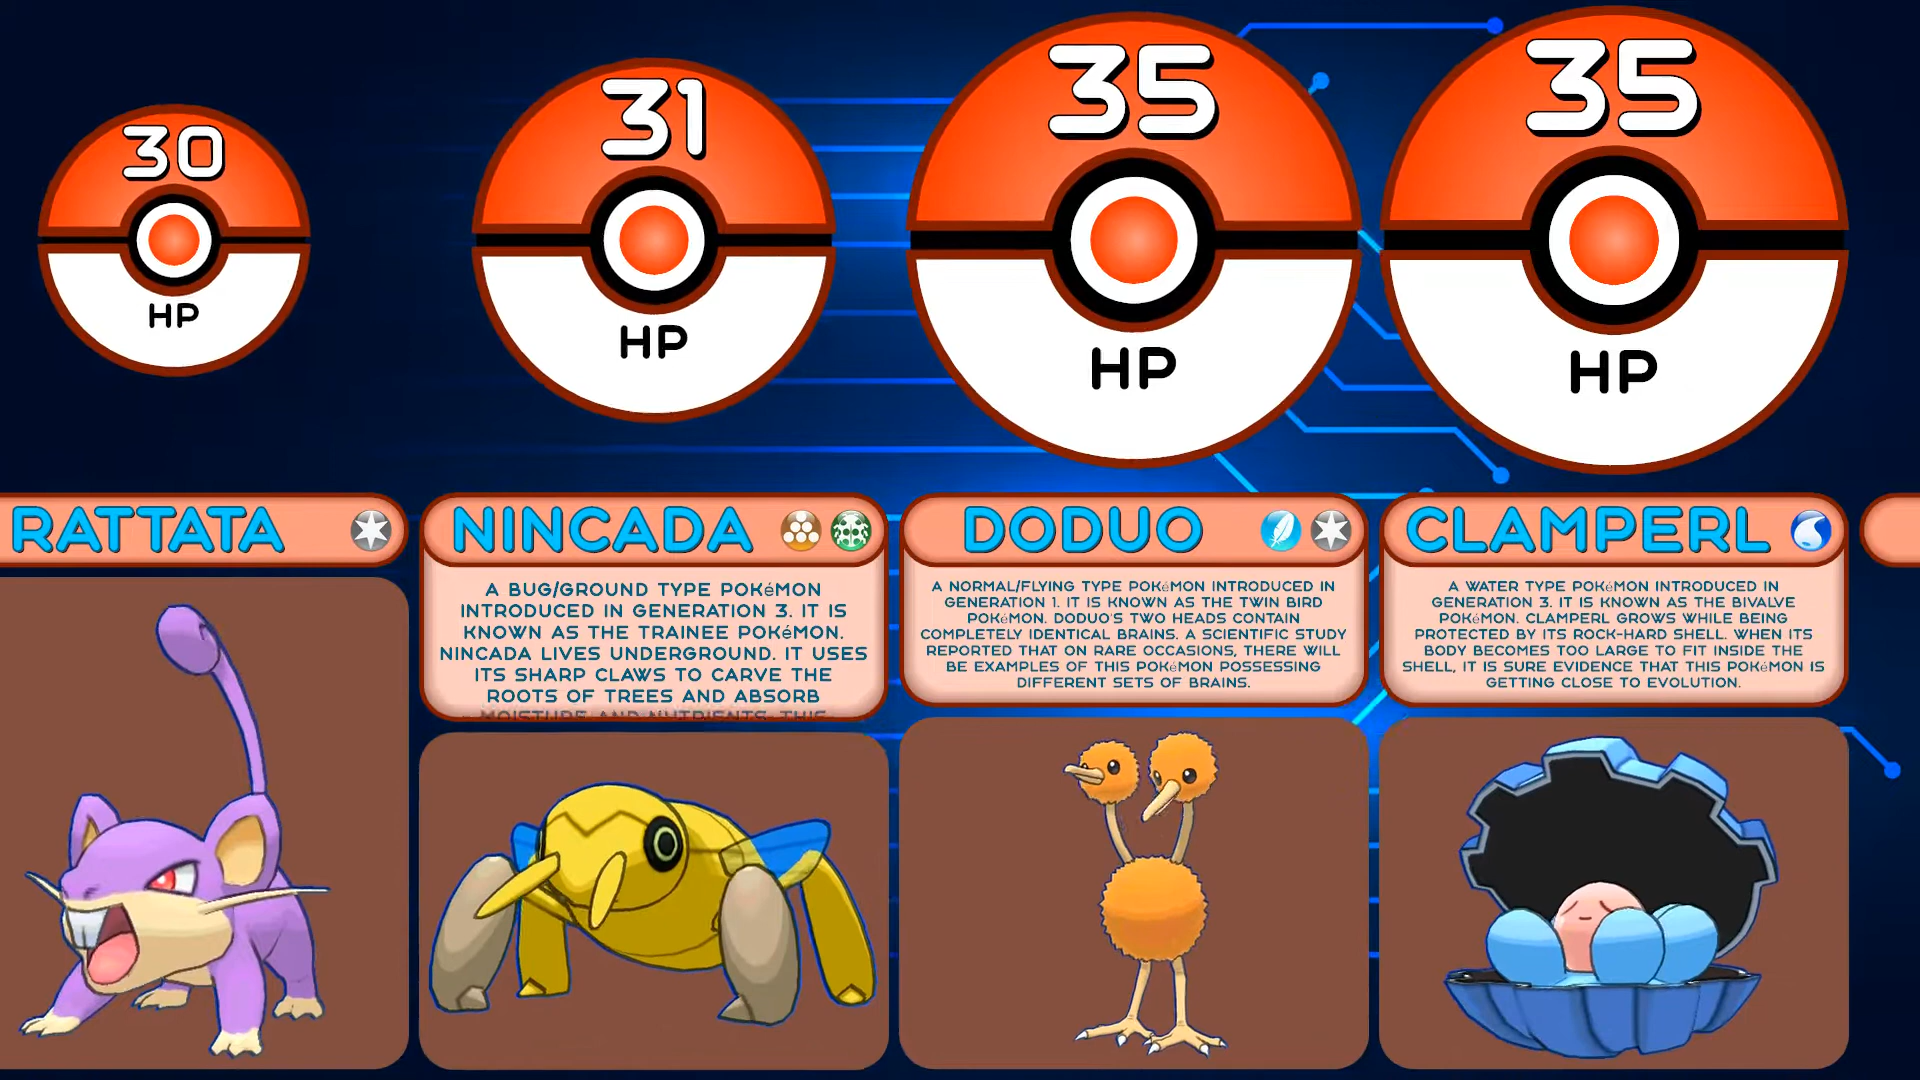 30
HP
31
HP
35
HP
35
HP
RATTATA
NINCADA
A BUG/GROUND TYPE POKéMON
INTRODUCED IN GENERATION 3. IT IS
KNOWN AS THE TRAINEE POKéMON.
NINCADA LIVES UNDERGROUND. IT USES
ITS SHARP CLAWS TO CARVE THE
ROOTS OF TREES AND ABSORB
MOISTURE AND NUTRIENTS. THIS
DODUO
A NORMAL/FLYING TYPE POKéMON INTRODUCED IN
GENERATION 1. IT IS KNOWN AS THE TWIN BIRD
POKéMON. DODUO'S TWO HEADS CONTAIN
COMPLETELY IDENTICAL BRAINS. A SCIENTIFIC STUDY
REPORTED THAT ON RARE OCCASIONS, THERE WILL
BE EXAMPLES OF THIS POKéMON POSSESSING
DIFFERENT SETS OF BRAINS.
CLAMPERL
A WATER TYPE POKéMON INTRODUCED IN
GENERATION 3. IT IS KNOWN AS THE BIVALVE
POKéMON. CLAMPERL GROWS WHILE BEING
PROTECTED BY ITS ROCK-HARD SHELL. WHEN ITS
BODY BECOMES TOO LARGE TO FIT INSIDE THE
SHELL, IT IS SURE EVIDENCE THAT THIS POKéMON IS
GETTING CLOSE TO EVOLUTION.